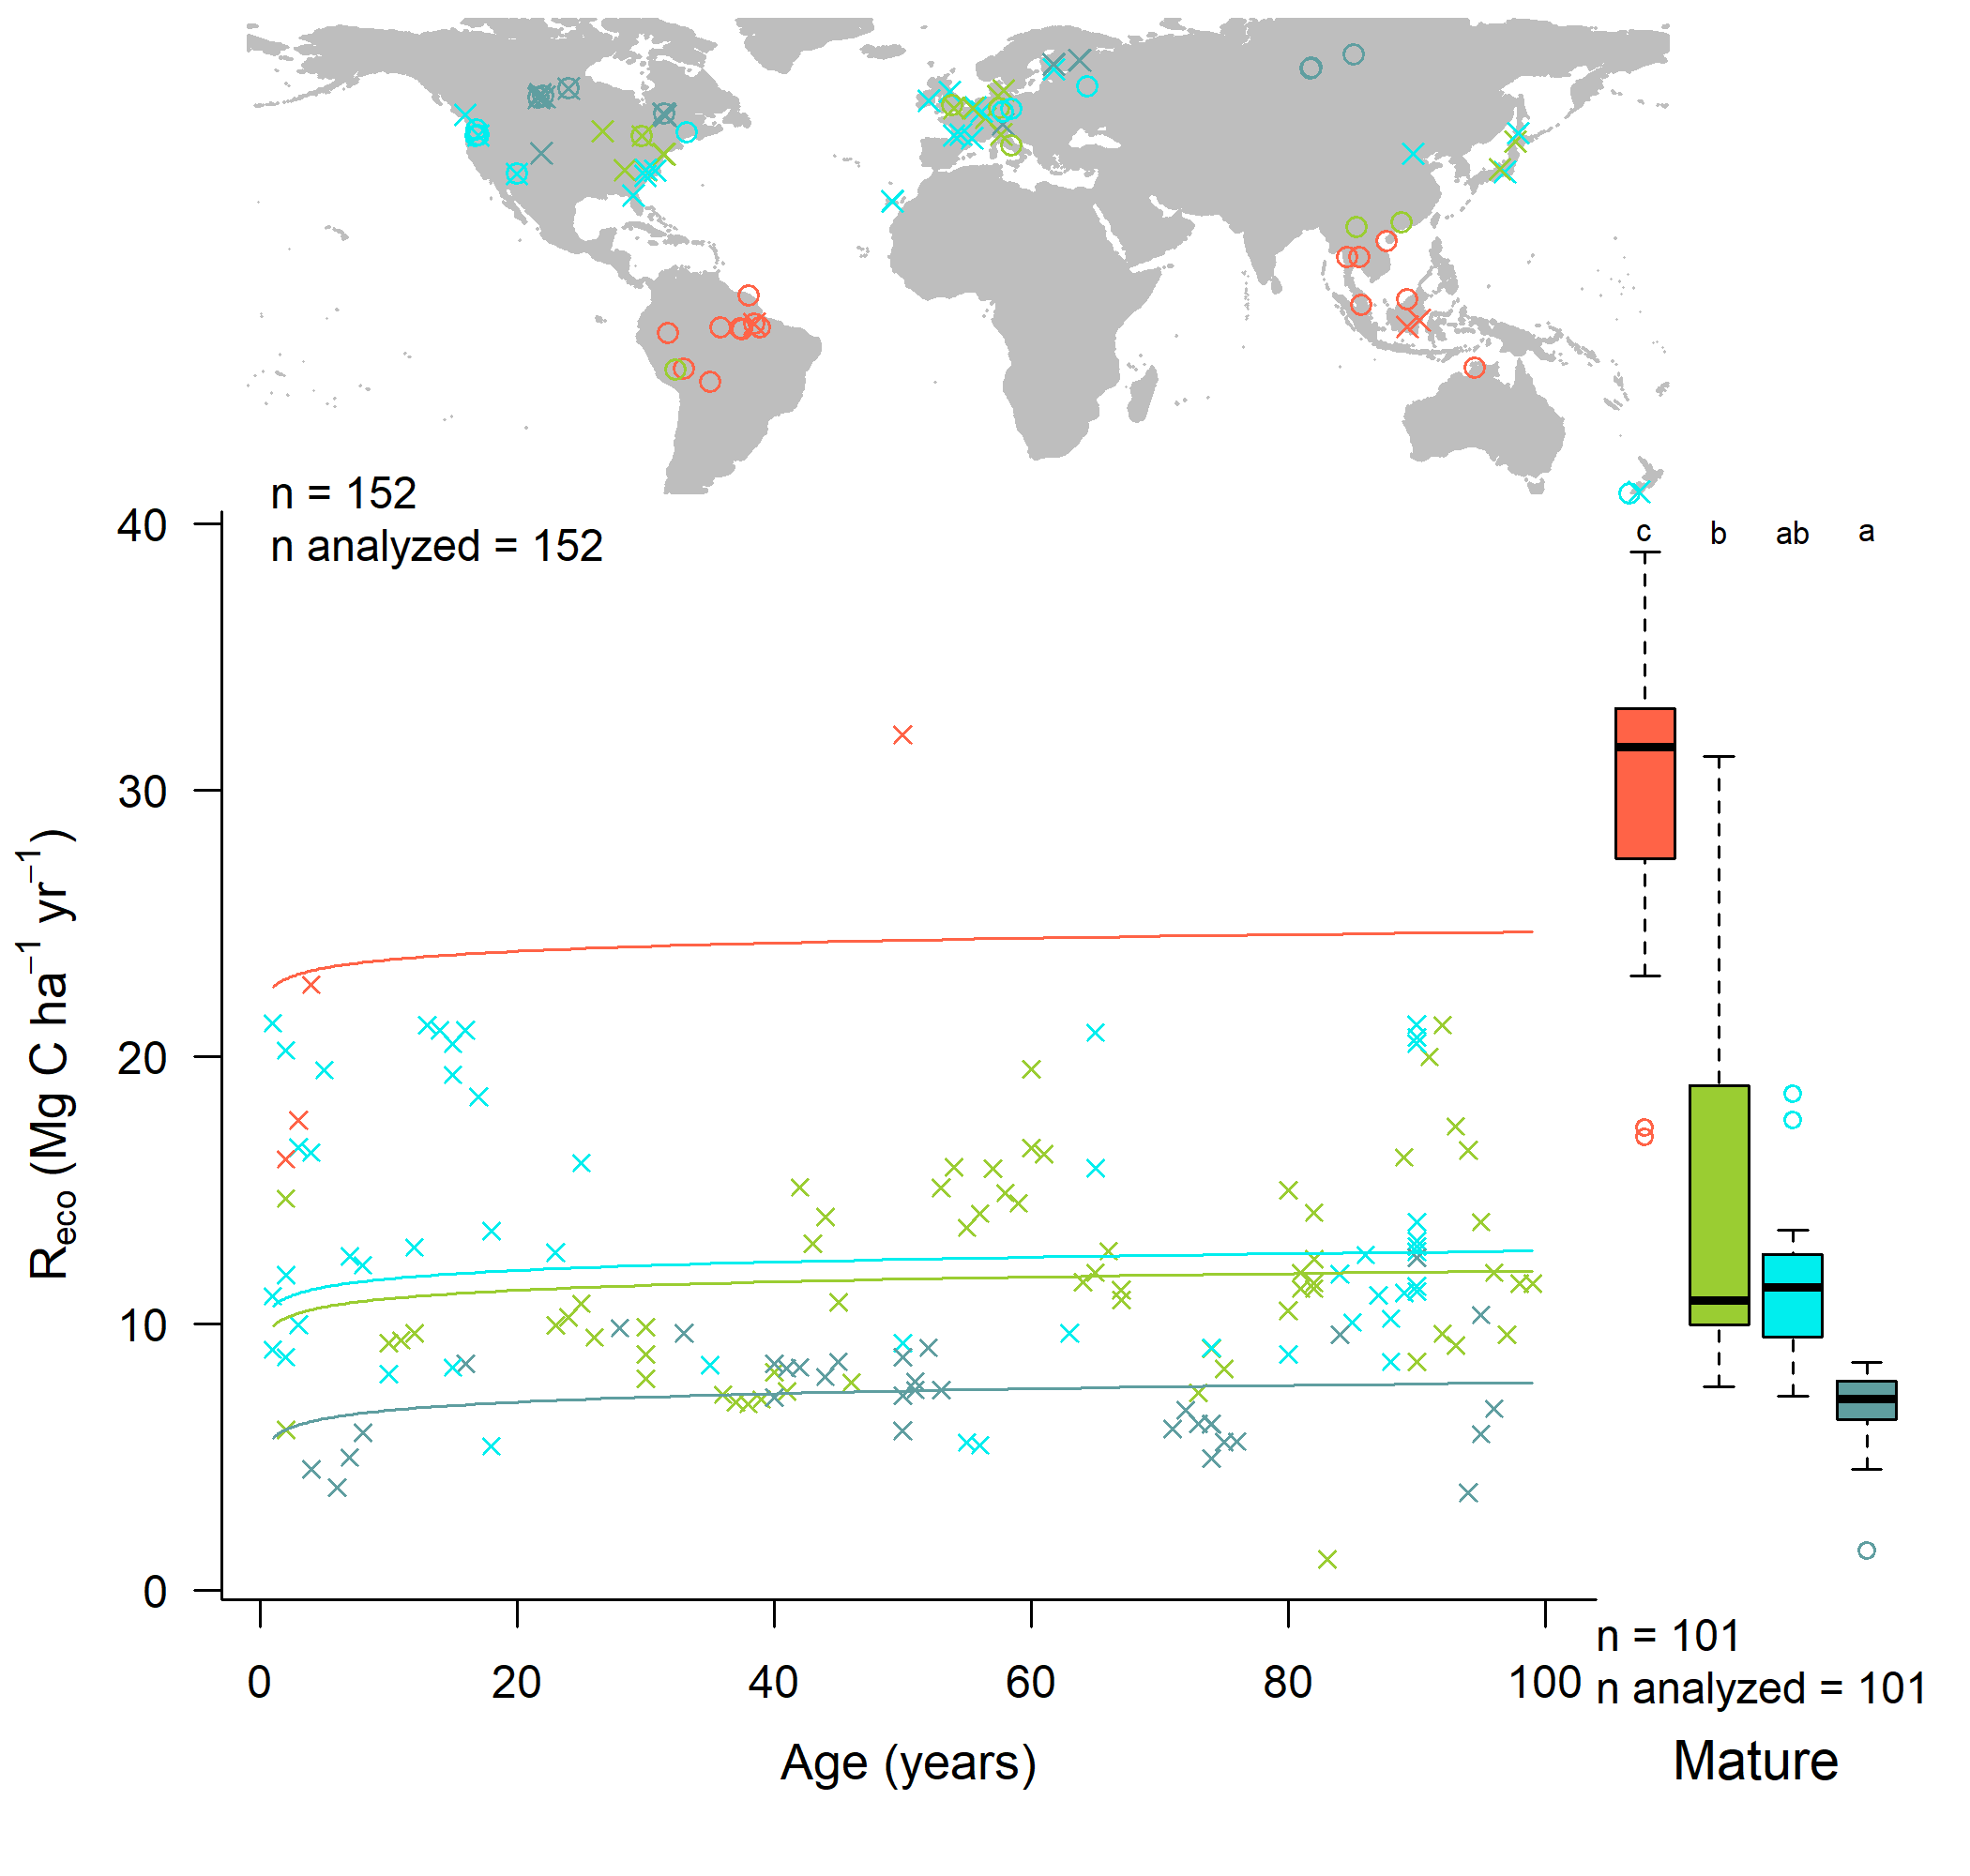 n = 152
n analyzed = 152
c b ab a
40
30
20
10
0
R_eco (Mg C ha⁻¹ yr⁻¹)
0 20 40 60 80 100
Age (years)
n = 101
n analyzed = 101
Mature